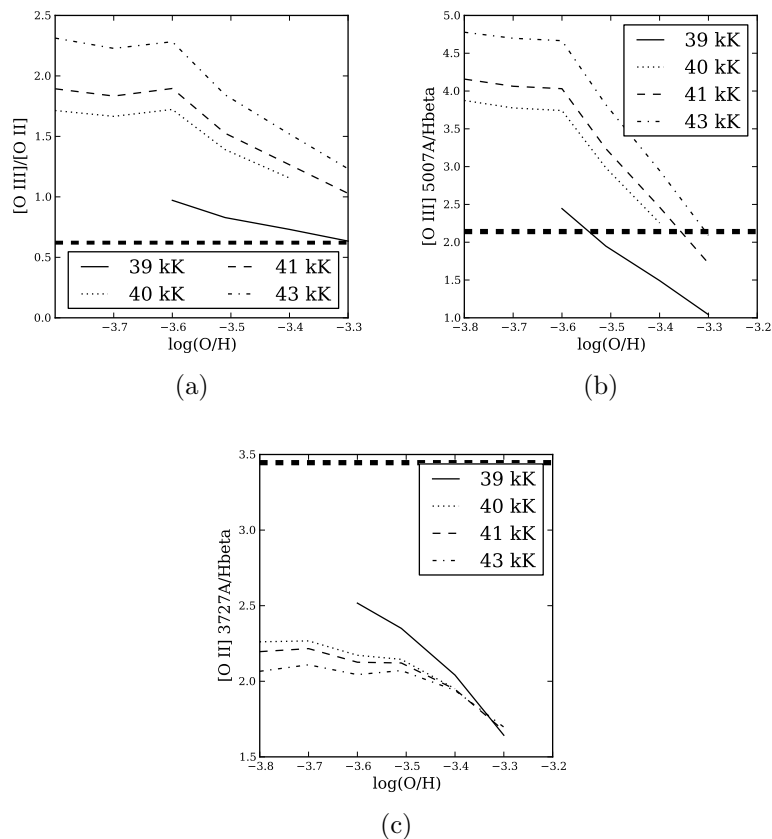 2.5
2.0
1.5
1.0
0.5
0.0
[O III]/[O II]
39 kK
40 kK
41 kK
43 kK
−3.7
−3.6
−3.5
−3.4
−3.3
log(O/H)
(a)
5.0
4.5
4.0
3.5
3.0
2.5
2.0
1.5
1.0
[O III] 5007A/Hbeta
39 kK
40 kK
41 kK
43 kK
−3.8
−3.7
−3.6
−3.5
−3.4
−3.3
−3.2
log(O/H)
(b)
3.5
3.0
2.5
2.0
1.5
[O II] 3727A/Hbeta
39 kK
40 kK
41 kK
43 kK
−3.8
−3.7
−3.6
−3.5
−3.4
−3.3
−3.2
log(O/H)
(c)